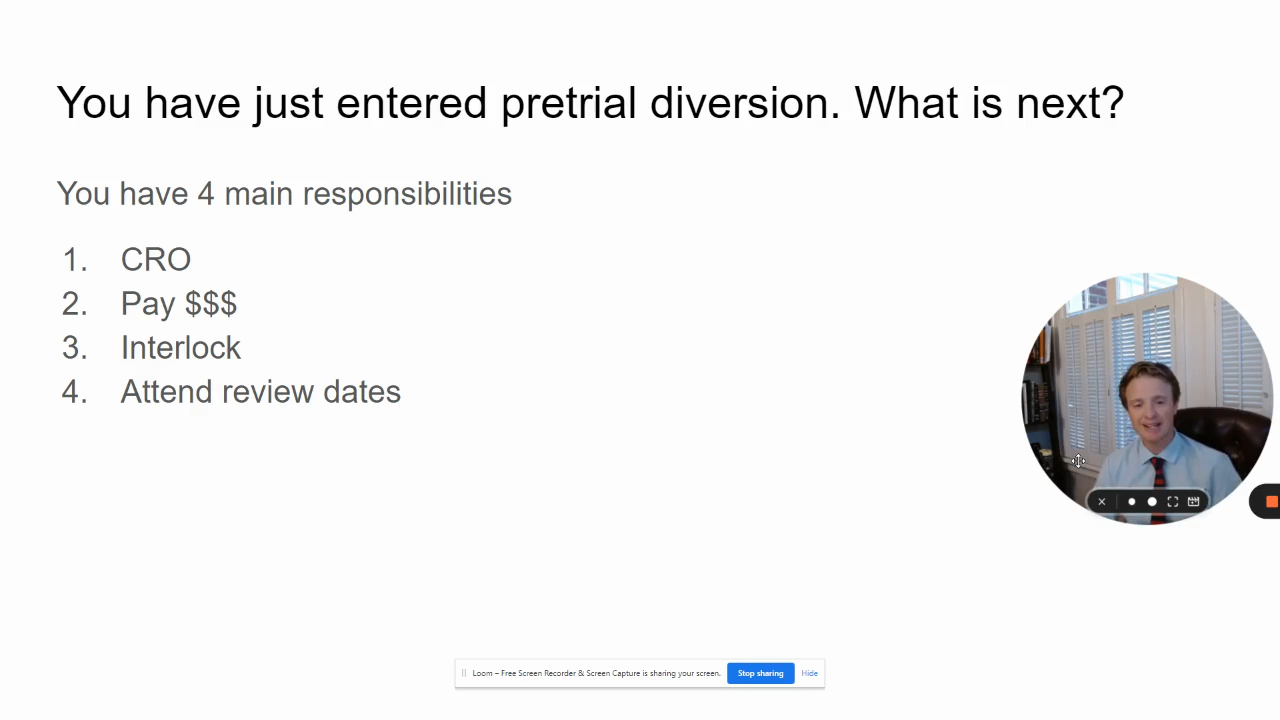 You have just entered pretrial diversion. What is next?
You have 4 main responsibilities
1. CRO
2. Pay $$$
3. Interlock
4. Attend review dates
Loom – Free Screen Recorder & Screen Capture is sharing your screen. Stop sharing Hide